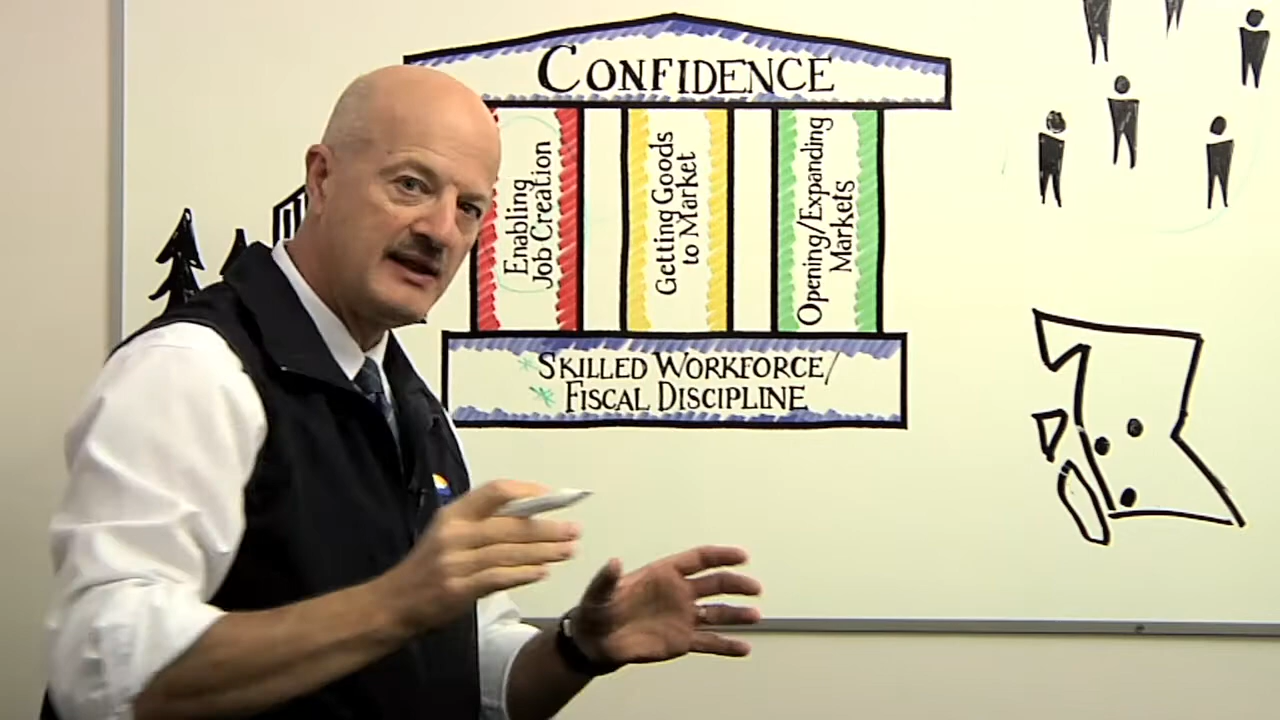 CONFIDENCE
Enabling
Job Creation
Getting Goods
to Market
Opening/Expanding
Markets
SKILLED WORKFORCE/
FISCAL DISCIPLINE